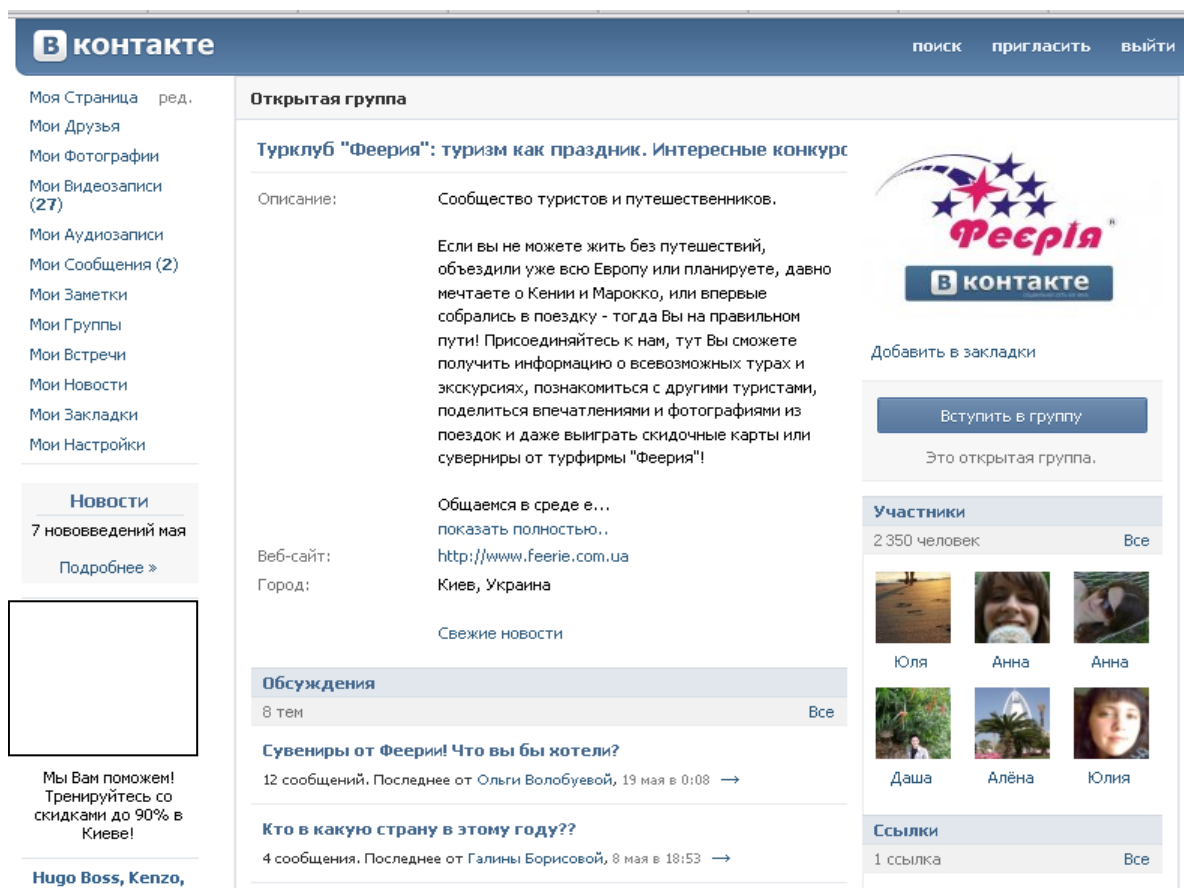 В контакте
поиск пригласить выйти
Моя Страница ред.
Мои Друзья
Мои Фотографии
Мои Видеозаписи
(27)
Мои Аудиозаписи
Мои Сообщения (2)
Мои Заметки
Мои Группы
Мои Встречи
Мои Новости
Мои Закладки
Мои Настройки
Новости
7 нововведений мая
Подробнее »
Мы Вам поможем!
Тренируйтесь со
скидками до 90% в
Киеве!
Hugo Boss, Kenzo,
Открытая группа
Турклуб "Феерия": туризм как праздник. Интересные конкурс
Описание: Сообщество туристов и путешественников.
Если вы не можете жить без путешествий,
объездили уже всю Европу или планируете, давно
мечтаете о Кении и Марокко, или впервые
собрались в поездку - тогда Вы на правильном
пути! Присоединяйтесь к нам, тут Вы сможете
получить информацию о всевозможных турах и
экскурсиях, познакомиться с другими туристами,
поделиться впечатлениями и фотографиями из
поездок и даже выиграть скидочные карты или
суверниры от турфирмы "Феерия"!
Общаемся в среде е...
показать полностью..
Веб-сайт: http://www.feerie.com.ua
Город: Киев, Украина
Свежие новости
Обсуждения
8 тем Все
Сувениры от Феерии! Что вы бы хотели?
12 сообщений. Последнее от Ольги Волобуевой, 19 мая в 0:08 →
Кто в какую страну в этому году??
4 сообщения. Последнее от Галины Борисовой, 8 мая в 18:53 →
Феєрія ®
В контакте
Добавить в закладки
Вступить в группу
Это открытая группа.
Участники
2 350 человек Все
Юля Анна Анна
Даша Алёна Юлия
Ссылки
1 ссылка Все